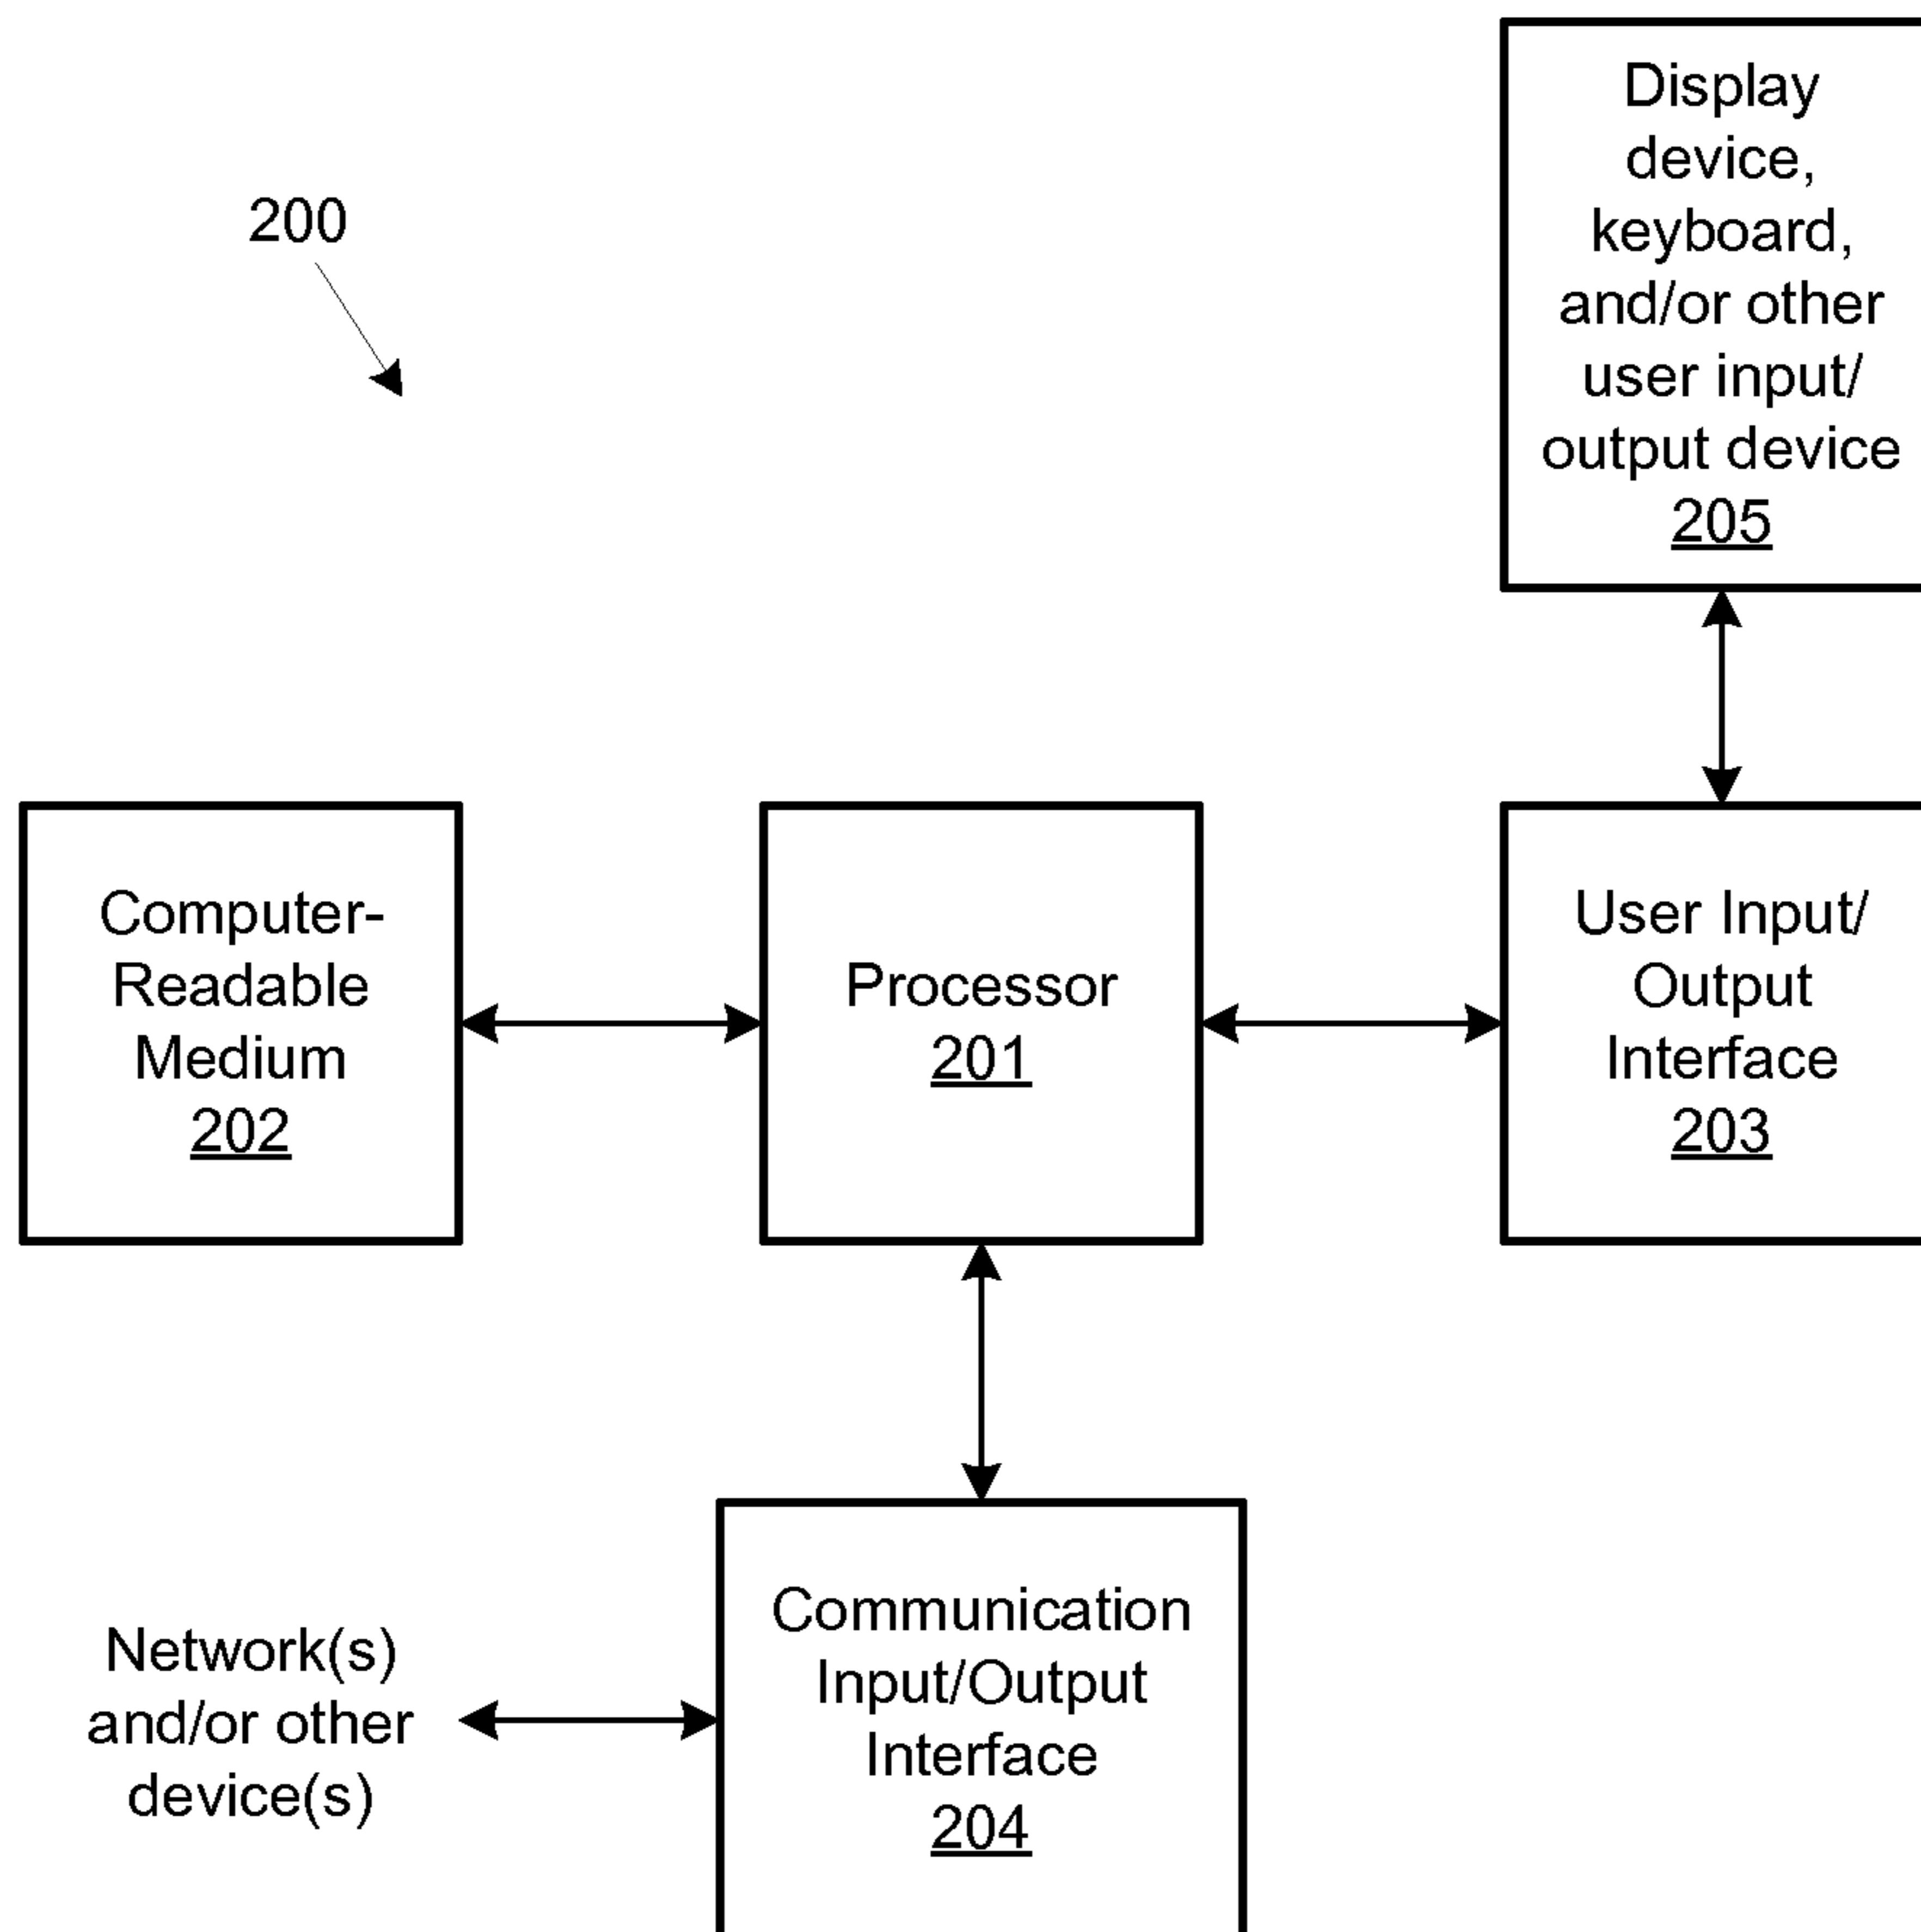 200
Display
device,
keyboard,
and/or other
user input/
output device
205
Computer-
Readable
Medium
202
Processor
201
User Input/
Output
Interface
203
Network(s)
and/or other
device(s)
Communication
Input/Output
Interface
204